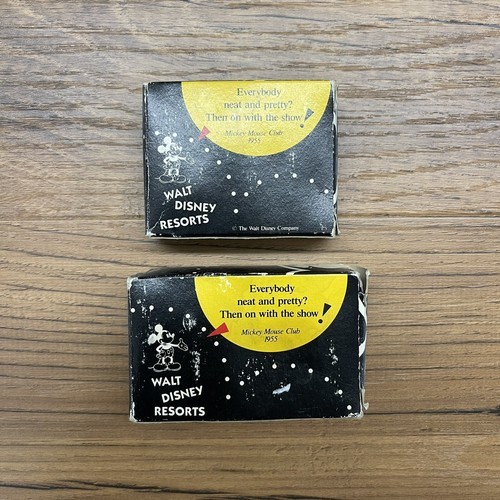 Everybody
neat and pretty?
Then on with the show!
Mickey Mouse Club
1955
WALT
DISNEY
RESORTS
© The Walt Disney Company
Everybody
neat and pretty?
Then on with the show!
Mickey Mouse Club
1955
WALT
DISNEY
RESORTS